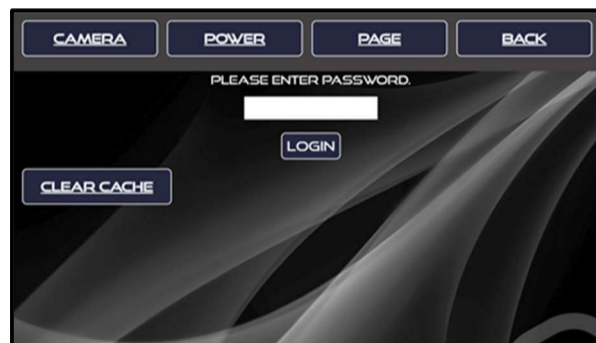 CAMERA POWER PAGE BACK
PLEASE ENTER PASSWORD.
LOGIN
CLEAR CACHE